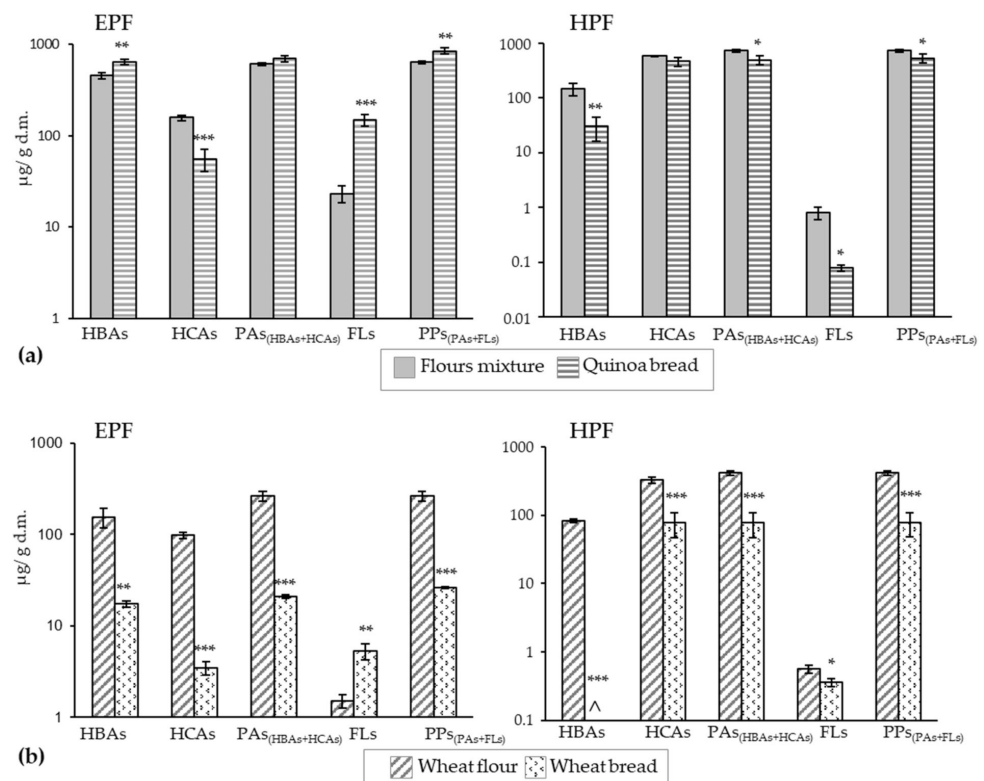 (a)
EPF
HPF
µg/ g d.m.
1000
100
10
1
** *** *** **
HBAs HCAs PAs(HBAs+HCAs) FLs PPs(PAs+FLs)
1000
100
10
1
0.1
0.01
** * * *
HBAs HCAs PAs(HBAs+HCAs) FLs PPs(PAs+FLs)
Flours mixture Quinoa bread
(b)
EPF
HPF
µg/ g d.m.
1000
100
10
1
** *** *** ** ***
HBAs HCAs PAs(HBAs+HCAs) FLs PPs(PAs+FLs)
1000
100
10
1
0.1
*** *** *** * ***
^
HBAs HCAs PAs(HBAs+HCAs) FLs PPs(PAs+FLs)
Wheat flour Wheat bread